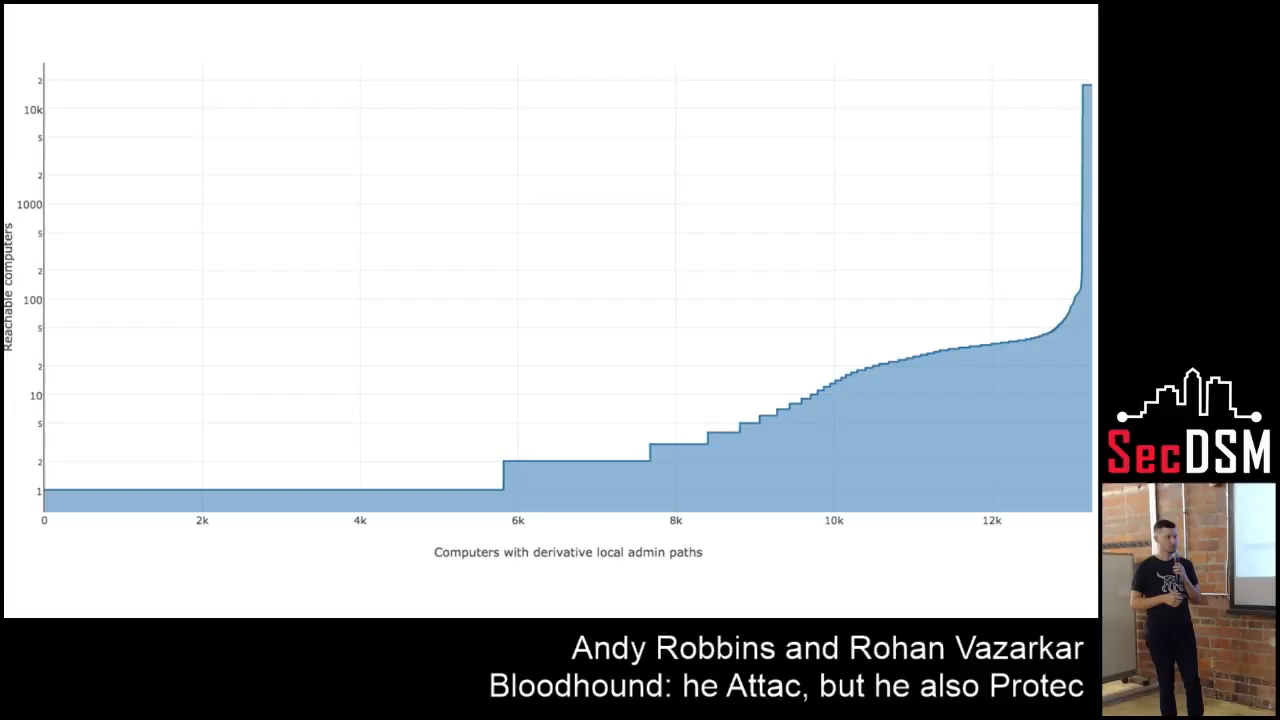 2
10k
5
2
1000
5
2
100
5
2
10
5
2
1
Reachable computers
0 2k 4k 6k 8k 10k 12k
Computers with derivative local admin paths
SecDSM
Andy Robbins and Rohan Vazarkar
Bloodhound: he Attac, but he also Protec